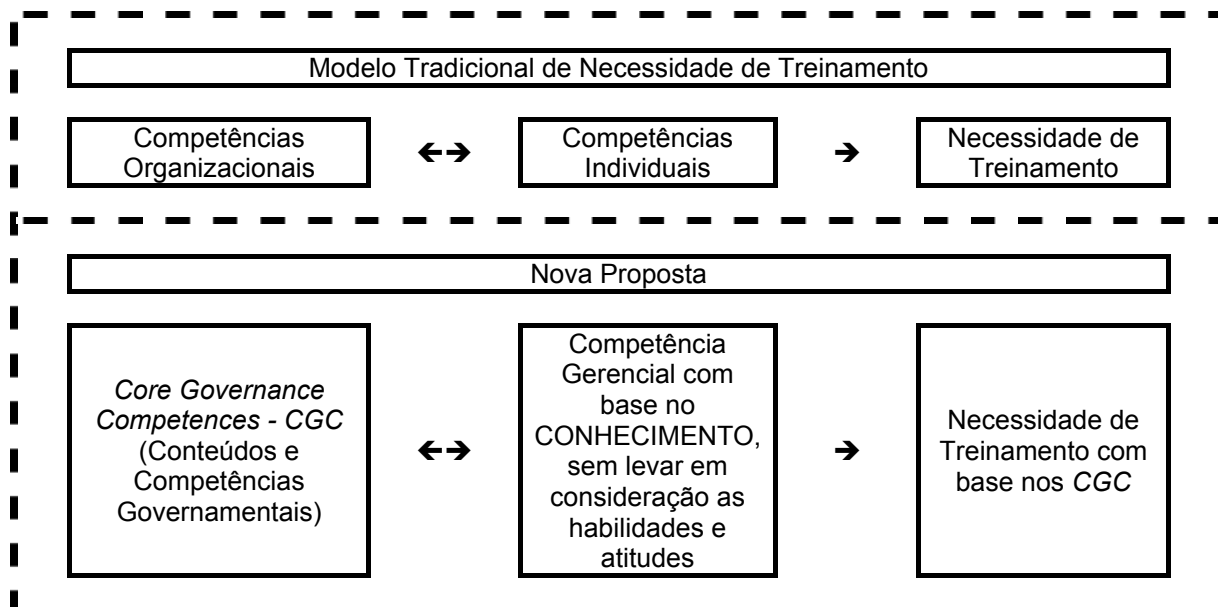 Modelo Tradicional de Necessidade de Treinamento
Competências
Organizacionais
Competências
Individuais
Necessidade de
Treinamento
Nova Proposta
Core Governance
Competences - CGC
(Conteúdos e
Competências
Governamentais)
Competência
Gerencial com
base no
CONHECIMENTO,
sem levar em
consideração as
habilidades e
atitudes
Necessidade de
Treinamento com
base nos CGC